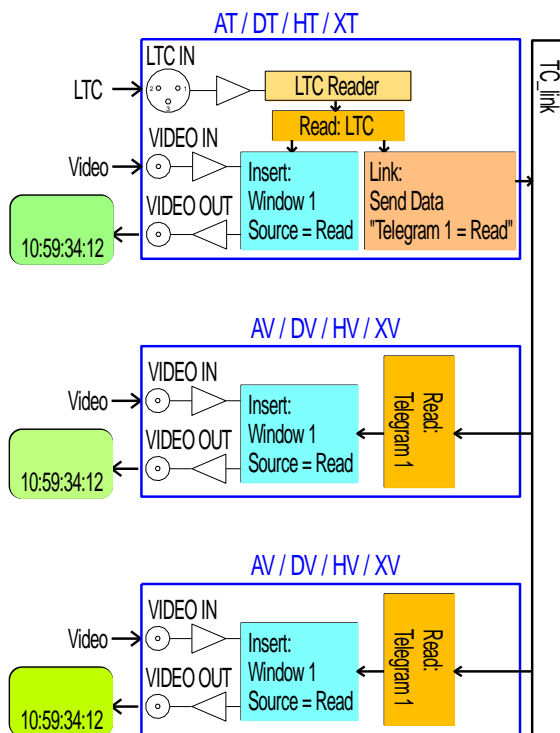 AT / DT / HT / XT
TC_link
LTC IN
LTC
2
1
3
LTC Reader
Read: LTC
VIDEO IN
Video
Insert:
Window 1
Source = Read
Link:
Send Data
"Telegram 1 = Read"
VIDEO OUT
10:59:34:12
AV / DV / HV / XV
VIDEO IN
Video
Insert:
Window 1
Source = Read
Read:
Telegram 1
VIDEO OUT
10:59:34:12
AV / DV / HV / XV
VIDEO IN
Video
Insert:
Window 1
Source = Read
Read:
Telegram 1
VIDEO OUT
10:59:34:12